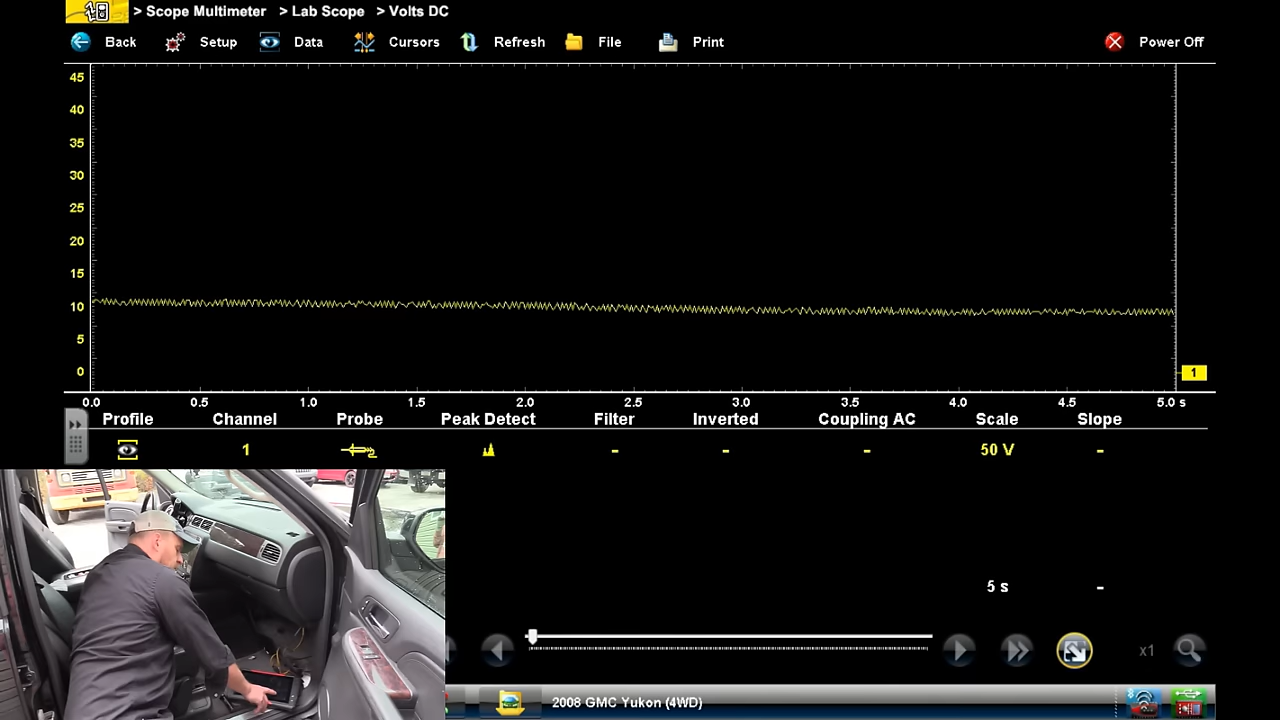 > Scope Multimeter > Lab Scope > Volts DC
Back Setup Data Cursors Refresh File Print Power Off
45
40
35
30
25
20
15
10
5
0
1
0.0 0.5 1.0 1.5 2.0 2.5 3.0 3.5 4.0 4.5 5.0 s
Profile Channel Probe Peak Detect Filter Inverted Coupling AC Scale Slope
1 - - - 50 V -
5 s -
x1
2008 GMC Yukon (4WD)